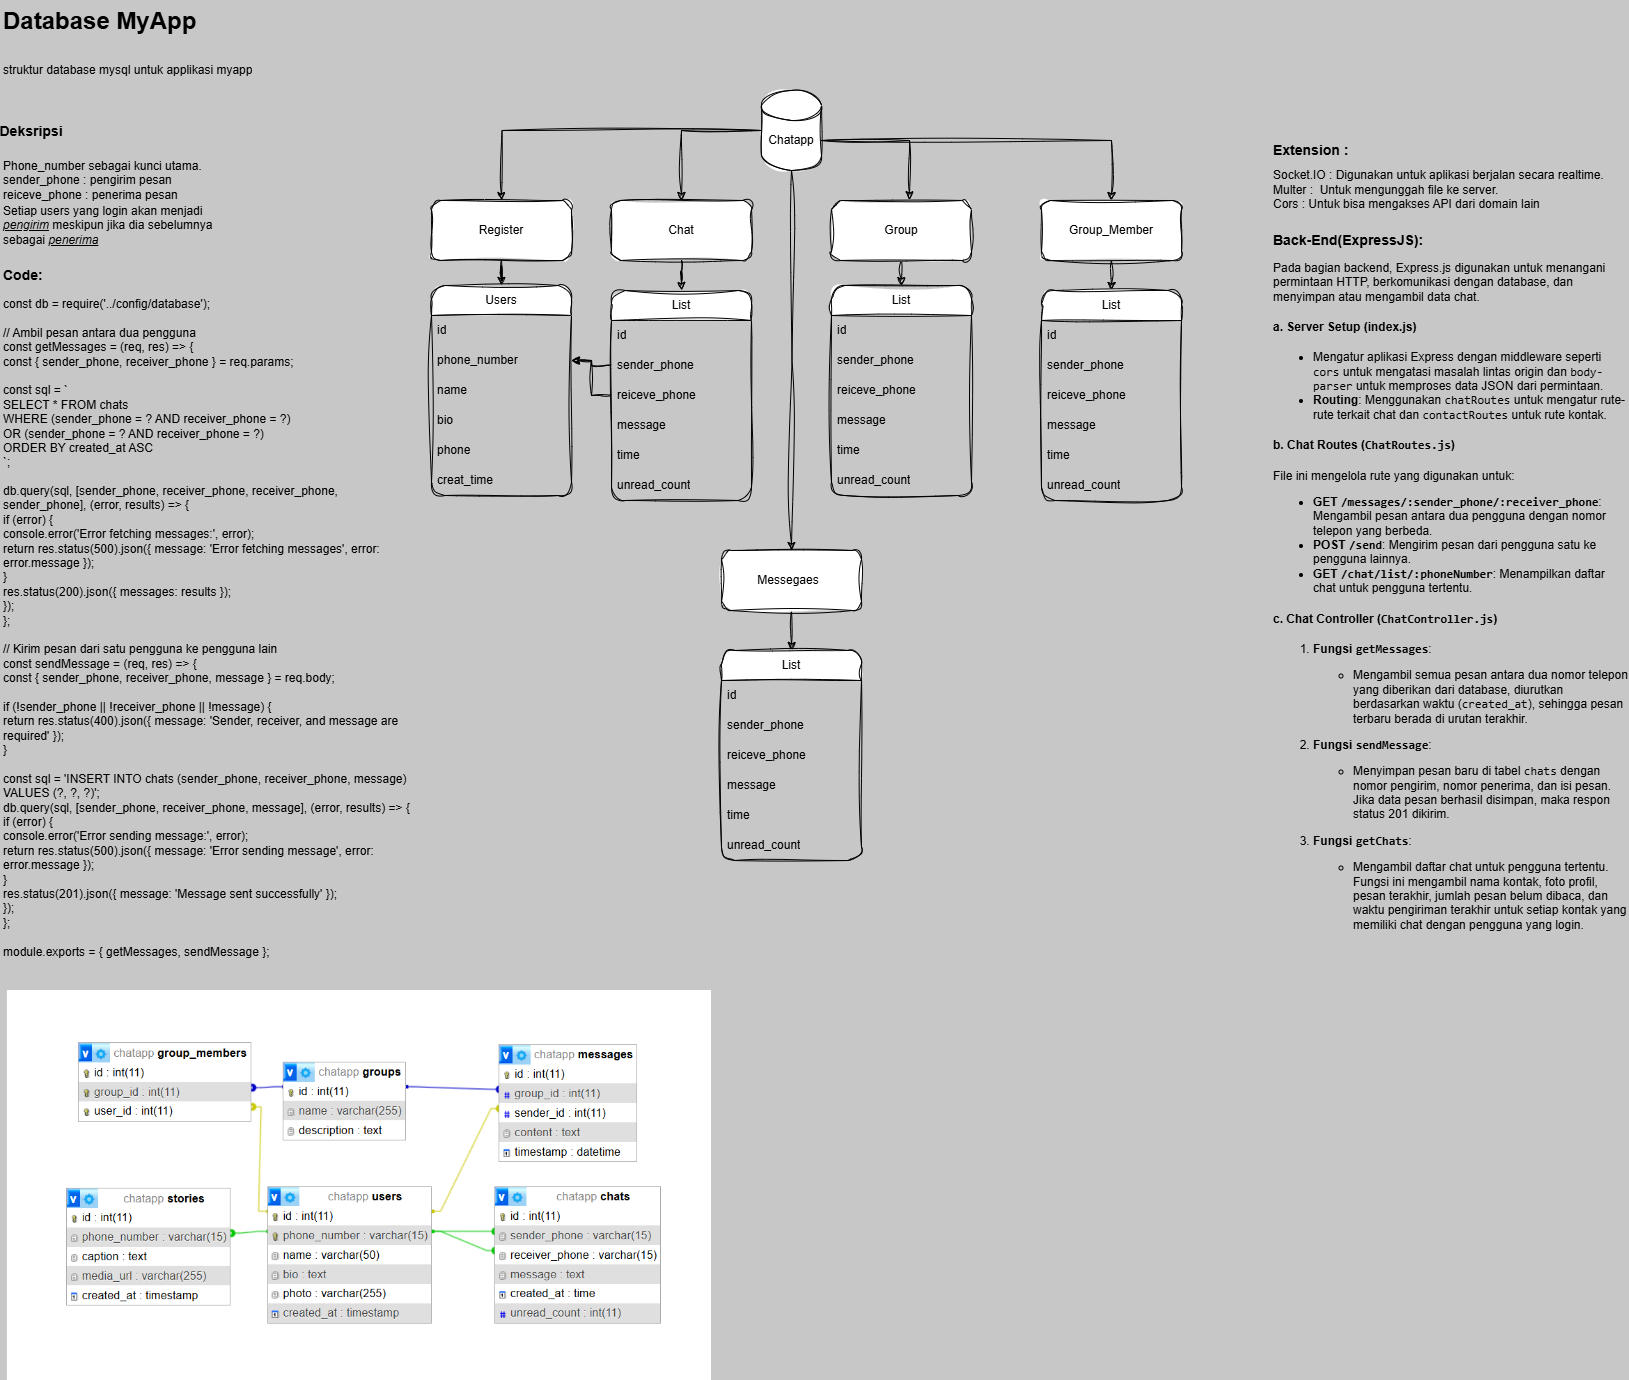 Database MyApp
struktur database mysql untuk applikasi myapp
Deksripsi
Phone_number sebagai kunci utama.
sender_phone : pengirim pesan
reiceve_phone : penerima pesan
Setiap users yang login akan menjadi
pengirim meskipun jika dia sebelumnya
sebagai penerima
Code:
const db = require('../config/database');
// Ambil pesan antara dua pengguna
const getMessages = (req, res) => {
const { sender_phone, receiver_phone } = req.params;
const sql = `
SELECT * FROM chats
WHERE (sender_phone = ? AND receiver_phone = ?)
OR (sender_phone = ? AND receiver_phone = ?)
ORDER BY created_at ASC
`;
db.query(sql, [sender_phone, receiver_phone, receiver_phone,
sender_phone], (error, results) => {
if (error) {
console.error('Error fetching messages:', error);
return res.status(500).json({ message: 'Error fetching messages', error:
error.message });
}
res.status(200).json({ messages: results });
});
};
// Kirim pesan dari satu pengguna ke pengguna lain
const sendMessage = (req, res) => {
const { sender_phone, receiver_phone, message } = req.body;
if (!sender_phone || !receiver_phone || !message) {
return res.status(400).json({ message: 'Sender, receiver, and message are
required' });
}
const sql = 'INSERT INTO chats (sender_phone, receiver_phone, message)
VALUES (?, ?, ?)';
db.query(sql, [sender_phone, receiver_phone, message], (error, results) => {
if (error) {
console.error('Error sending message:', error);
return res.status(500).json({ message: 'Error sending message', error:
error.message });
}
res.status(201).json({ message: 'Message sent successfully' });
});
};
module.exports = { getMessages, sendMessage };
Chatapp
Register
Users
id
phone_number
name
bio
phone
creat_time
Chat
List
id
sender_phone
reiceve_phone
message
time
unread_count
Group
List
id
sender_phone
reiceve_phone
message
time
unread_count
Group_Member
List
id
sender_phone
reiceve_phone
message
time
unread_count
Messegaes
List
id
sender_phone
reiceve_phone
message
time
unread_count
Extension :
Socket.IO : Digunakan untuk aplikasi berjalan secara realtime.
Multer : Untuk mengunggah file ke server.
Cors : Untuk bisa mengakses API dari domain lain
Back-End(ExpressJS):
Pada bagian backend, Express.js digunakan untuk menangani
permintaan HTTP, berkomunikasi dengan database, dan
menyimpan atau mengambil data chat.
a. Server Setup (index.js)
• Mengatur aplikasi Express dengan middleware seperti
cors untuk mengatasi masalah lintas origin dan body-
parser untuk memproses data JSON dari permintaan.
• Routing: Menggunakan chatRoutes untuk mengatur rute-
rute terkait chat dan contactRoutes untuk rute kontak.
b. Chat Routes (ChatRoutes.js)
File ini mengelola rute yang digunakan untuk:
• GET /messages/:sender_phone/:receiver_phone:
Mengambil pesan antara dua pengguna dengan nomor
telepon yang berbeda.
• POST /send: Mengirim pesan dari pengguna satu ke
pengguna lainnya.
• GET /chat/list/:phoneNumber: Menampilkan daftar
chat untuk pengguna tertentu.
c. Chat Controller (ChatController.js)
1. Fungsi getMessages:
◦ Mengambil semua pesan antara dua nomor telepon
yang diberikan dari database, diurutkan
berdasarkan waktu (created_at), sehingga pesan
terbaru berada di urutan terakhir.
2. Fungsi sendMessage:
◦ Menyimpan pesan baru di tabel chats dengan
nomor pengirim, nomor penerima, dan isi pesan.
Jika data pesan berhasil disimpan, maka respon
status 201 dikirim.
3. Fungsi getChats:
◦ Mengambil daftar chat untuk pengguna tertentu.
Fungsi ini mengambil nama kontak, foto profil,
pesan terakhir, jumlah pesan belum dibaca, dan
waktu pengiriman terakhir untuk setiap kontak yang
memiliki chat dengan pengguna yang login.
v chatapp group_members
id : int(11)
group_id : int(11)
user_id : int(11)
v chatapp groups
id : int(11)
name : varchar(255)
description : text
v chatapp messages
id : int(11)
# group_id : int(11)
# sender_id : int(11)
content : text
timestamp : datetime
v chatapp stories
id : int(11)
phone_number : varchar(15)
caption : text
media_url : varchar(255)
created_at : timestamp
v chatapp users
id : int(11)
phone_number : varchar(15)
name : varchar(50)
bio : text
photo : varchar(255)
created_at : timestamp
v chatapp chats
id : int(11)
sender_phone : varchar(15)
receiver_phone : varchar(15)
message : text
created_at : time
# unread_count : int(11)